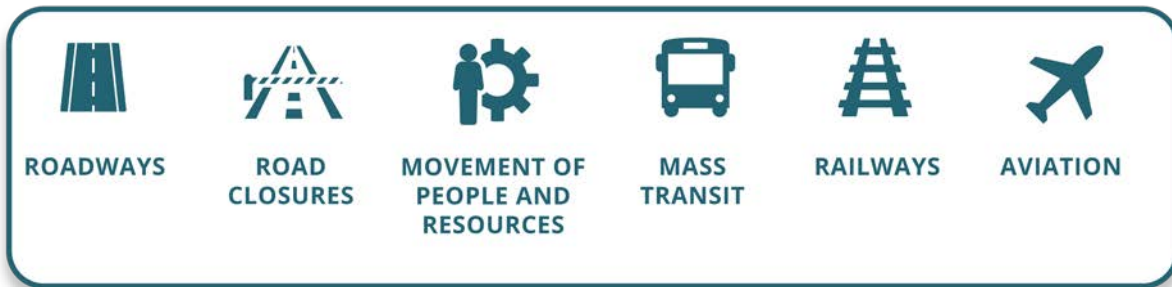 ROADWAYS
ROAD
CLOSURES
MOVEMENT OF
PEOPLE AND
RESOURCES
MASS
TRANSIT
RAILWAYS
AVIATION